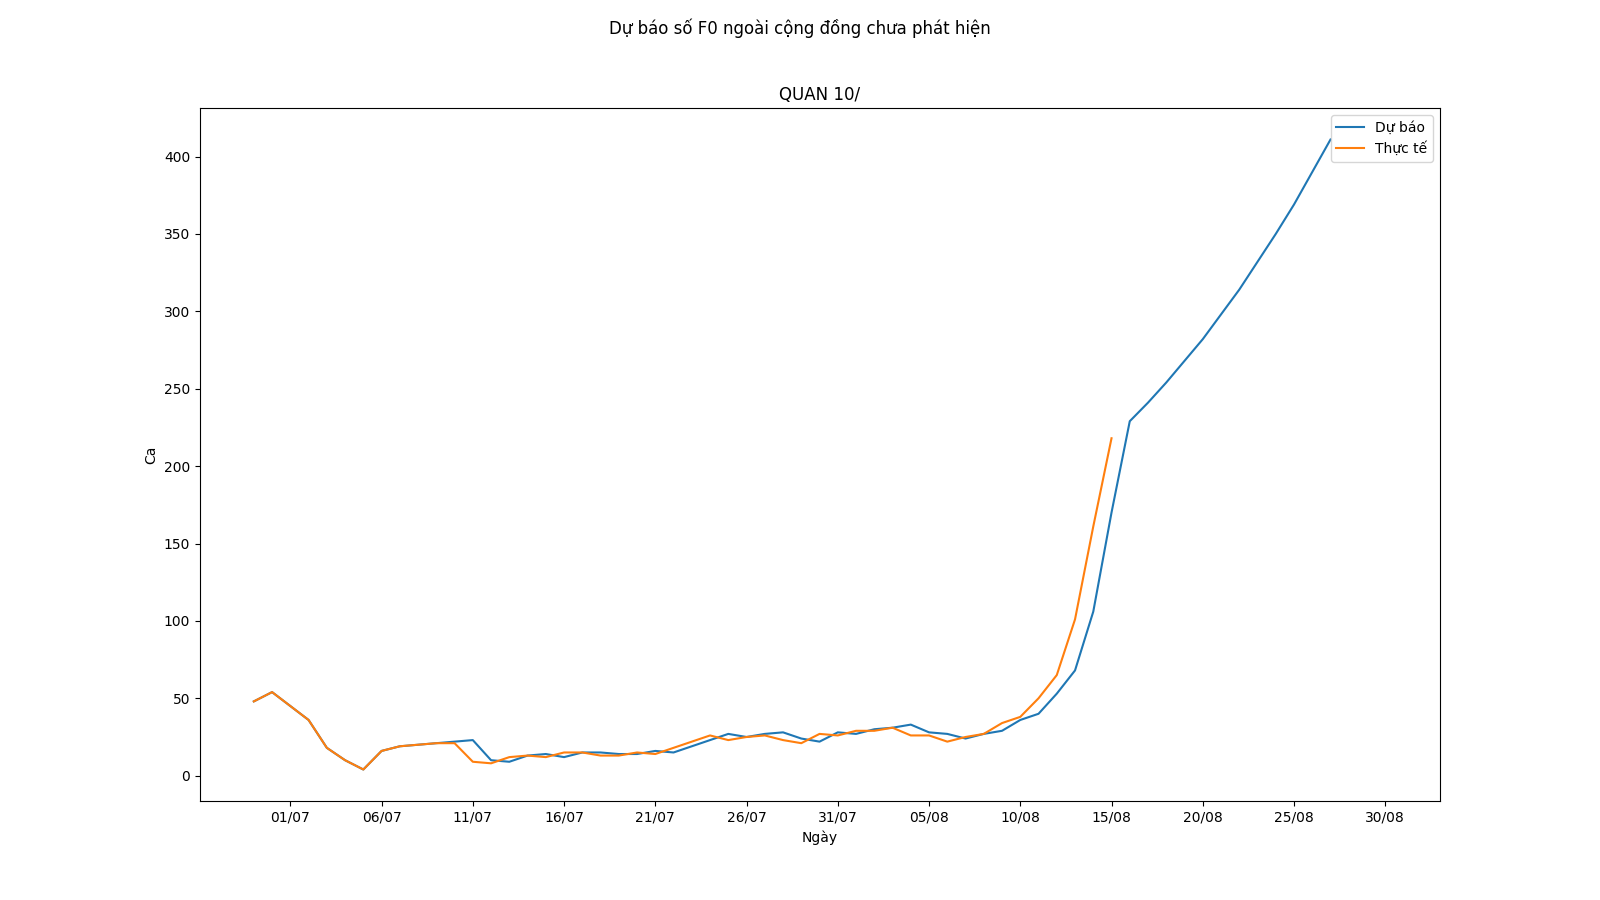 Dự báo số F0 ngoài cộng đồng chưa phát hiện
QUAN 10/
Dự báo
Thực tế
400
350
300
250
200
150
100
50
0
Ca
01/07 06/07 11/07 16/07 21/07 26/07 31/07 05/08 10/08 15/08 20/08 25/08 30/08
Ngày